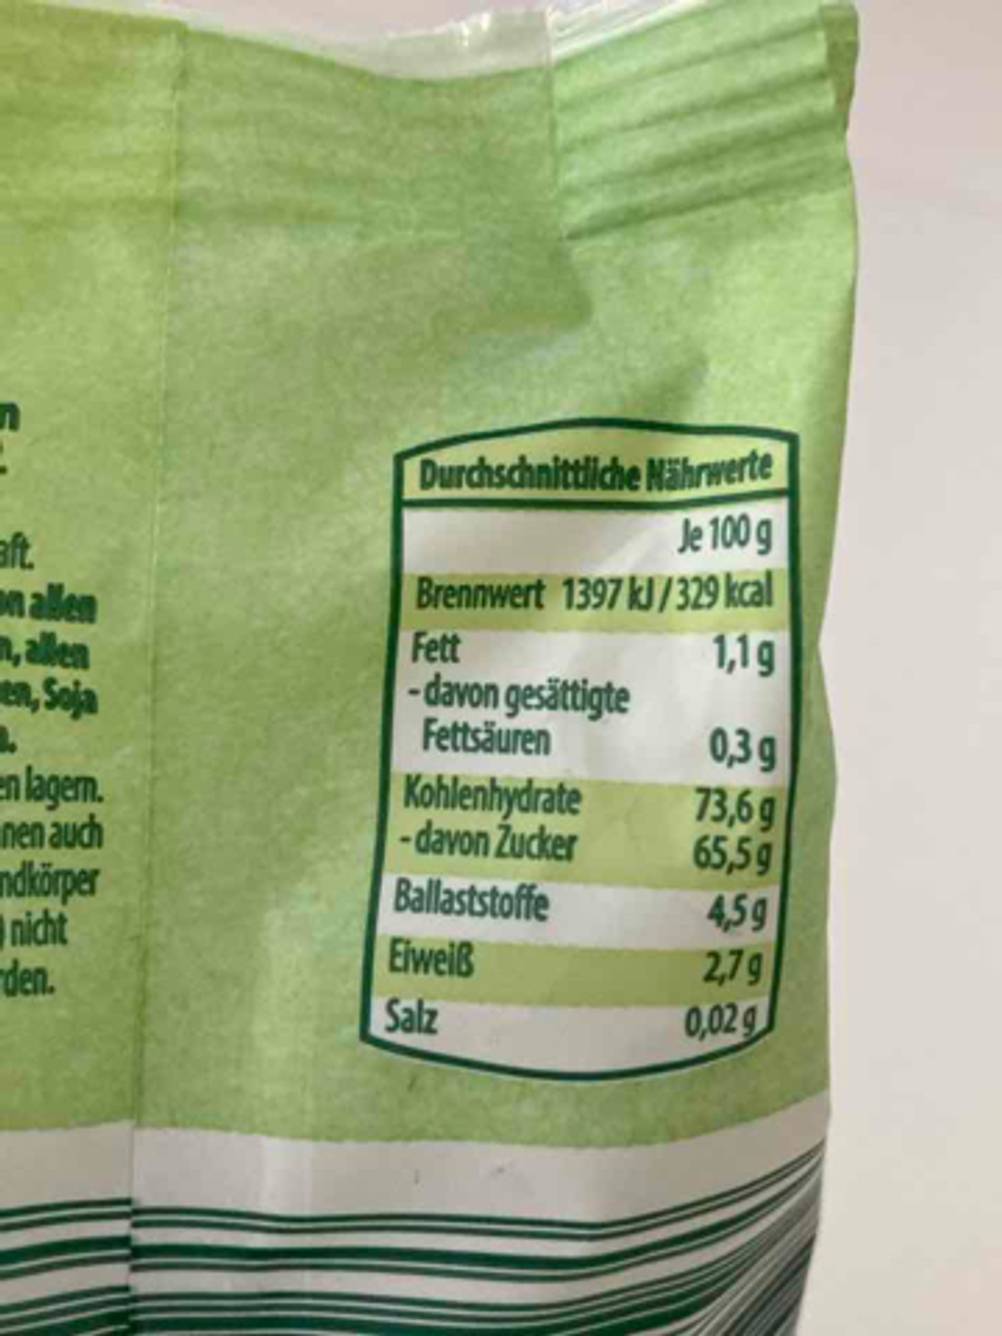 n
aft.
on allen
n, allen
en, Soja
en lagern.
nen auch
ndkörper
) nicht
rden.
Durchschnittliche Nährwerte
Je 100 g
Brennwert 1397 kJ / 329 kcal
Fett 1,1 g
- davon gesättigte
Fettsäuren 0,3 g
Kohlenhydrate 73,6 g
- davon Zucker 65,5 g
Ballaststoffe 4,5 g
Eiweiß 2,7 g
Salz 0,02 g